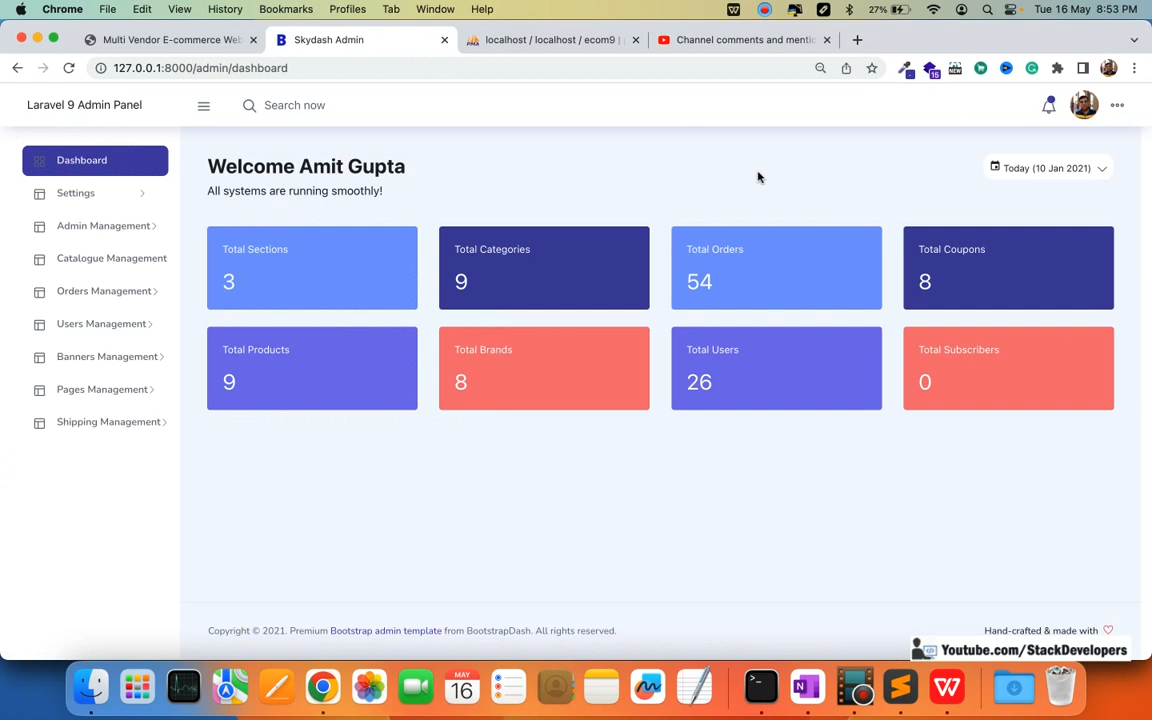 Chrome File Edit View History Bookmarks Profiles Tab Window Help 27% Tue 16 May 8:53 PM
Multi Vendor E-commerce Web Skydash Admin localhost / localhost / ecom9 | Channel comments and mentio
127.0.0.1:8000/admin/dashboard 15 NEW
Laravel 9 Admin Panel Search now
Dashboard
Settings
Admin Management
Catalogue Management
Orders Management
Users Management
Banners Management
Pages Management
Shipping Management
Welcome Amit Gupta
All systems are running smoothly!
Today (10 Jan 2021)
Total Sections Total Categories Total Orders Total Coupons
3 9 54 8
Total Products Total Brands Total Users Total Subscribers
9 8 26 0
Copyright © 2021. Premium Bootstrap admin template from BootstrapDash. All rights reserved.
Hand-crafted & made with
Youtube.com/StackDevelopers
MAY
16